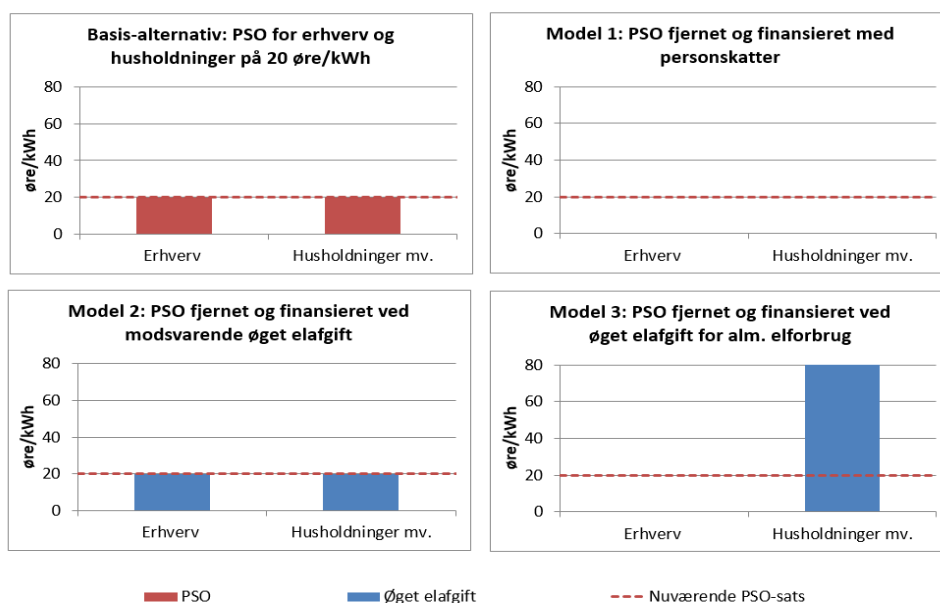 Basis-alternativ: PSO for erhverv og
husholdninger på 20 øre/kWh
øre/kWh
80
60
40
20
0
Erhverv
Husholdninger mv.
Model 1: PSO fjernet og finansieret med
personskatter
øre/kWh
80
60
40
20
0
Erhverv
Husholdninger mv.
Model 2: PSO fjernet og finansieret ved
modsvarende øget elafgift
øre/kWh
80
60
40
20
0
Erhverv
Husholdninger mv.
Model 3: PSO fjernet og finansieret ved
øget elafgift for alm. elforbrug
øre/kWh
80
60
40
20
0
Erhverv
Husholdninger mv.
PSO
Øget elafgift
Nuværende PSO-sats